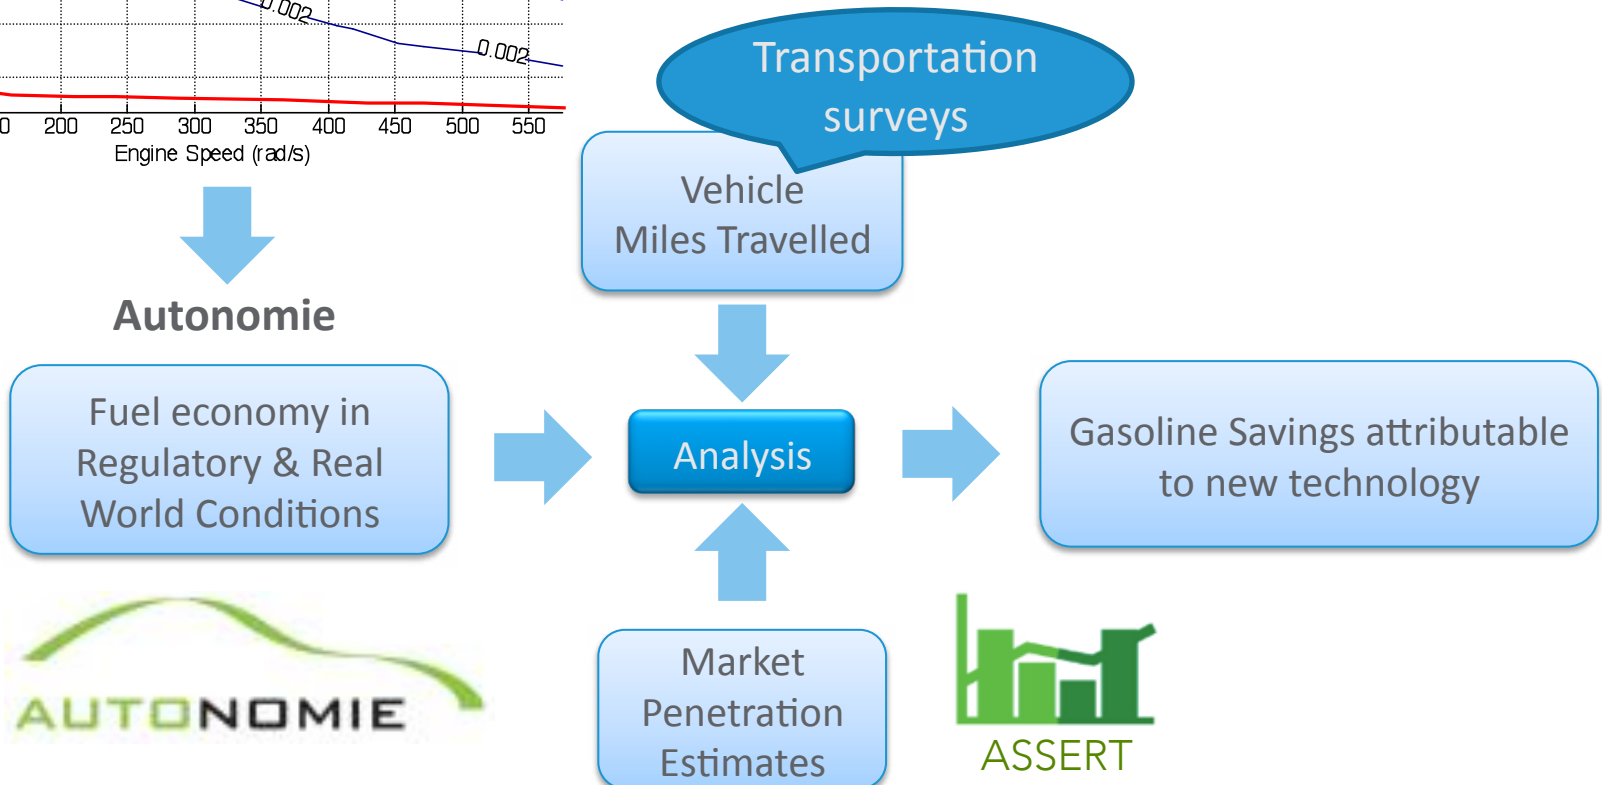 0.002
0.002
0 200 250 300 350 400 450 500 550
Engine Speed (rad/s)
Transportation
surveys
Vehicle
Miles Travelled
Autonomie
Fuel economy in
Regulatory & Real
World Conditions
Analysis
Gasoline Savings attributable
to new technology
AUTONOMIE
Market
Penetration
Estimates
ASSERT